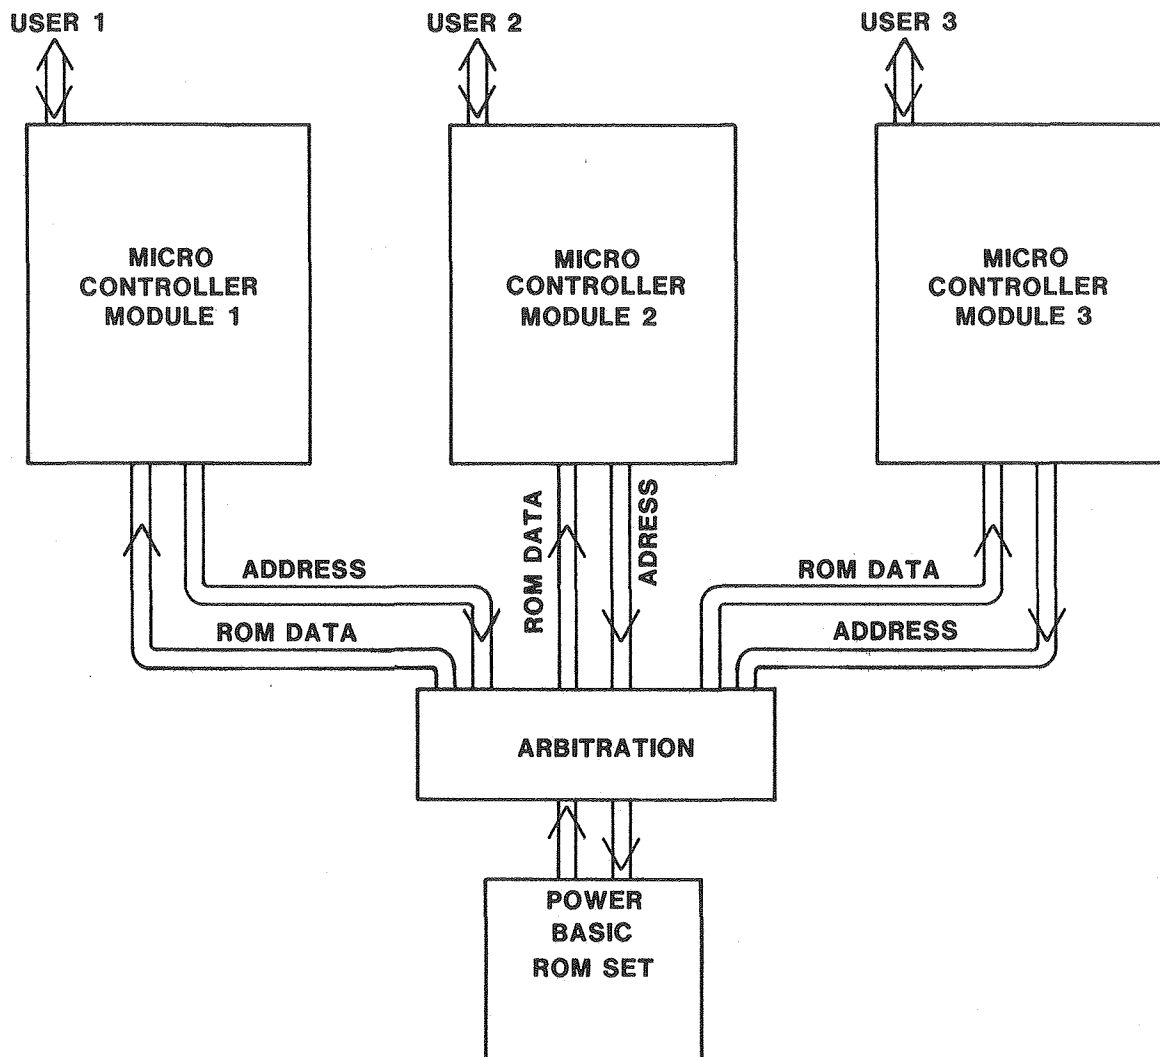 USER 1
USER 2
USER 3
MICRO
CONTROLLER
MODULE 1
MICRO
CONTROLLER
MODULE 2
MICRO
CONTROLLER
MODULE 3
ADDRESS
ROM DATA
ROM DATA
ADRESS
ROM DATA
ADDRESS
ARBITRATION
POWER
BASIC
ROM SET